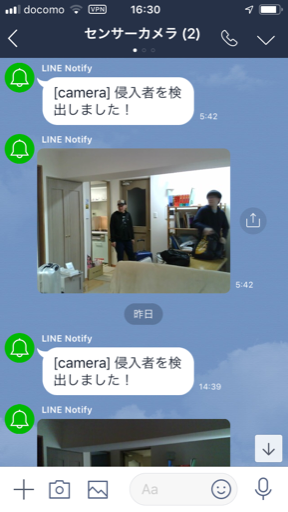 docomo VPN 16:30
センサーカメラ (2)
LINE Notify
[camera] 侵入者を検
出しました！
5:42
LINE Notify
5:42
昨日
LINE Notify
[camera] 侵入者を検
出しました！
14:39
LINE Notify
Aa